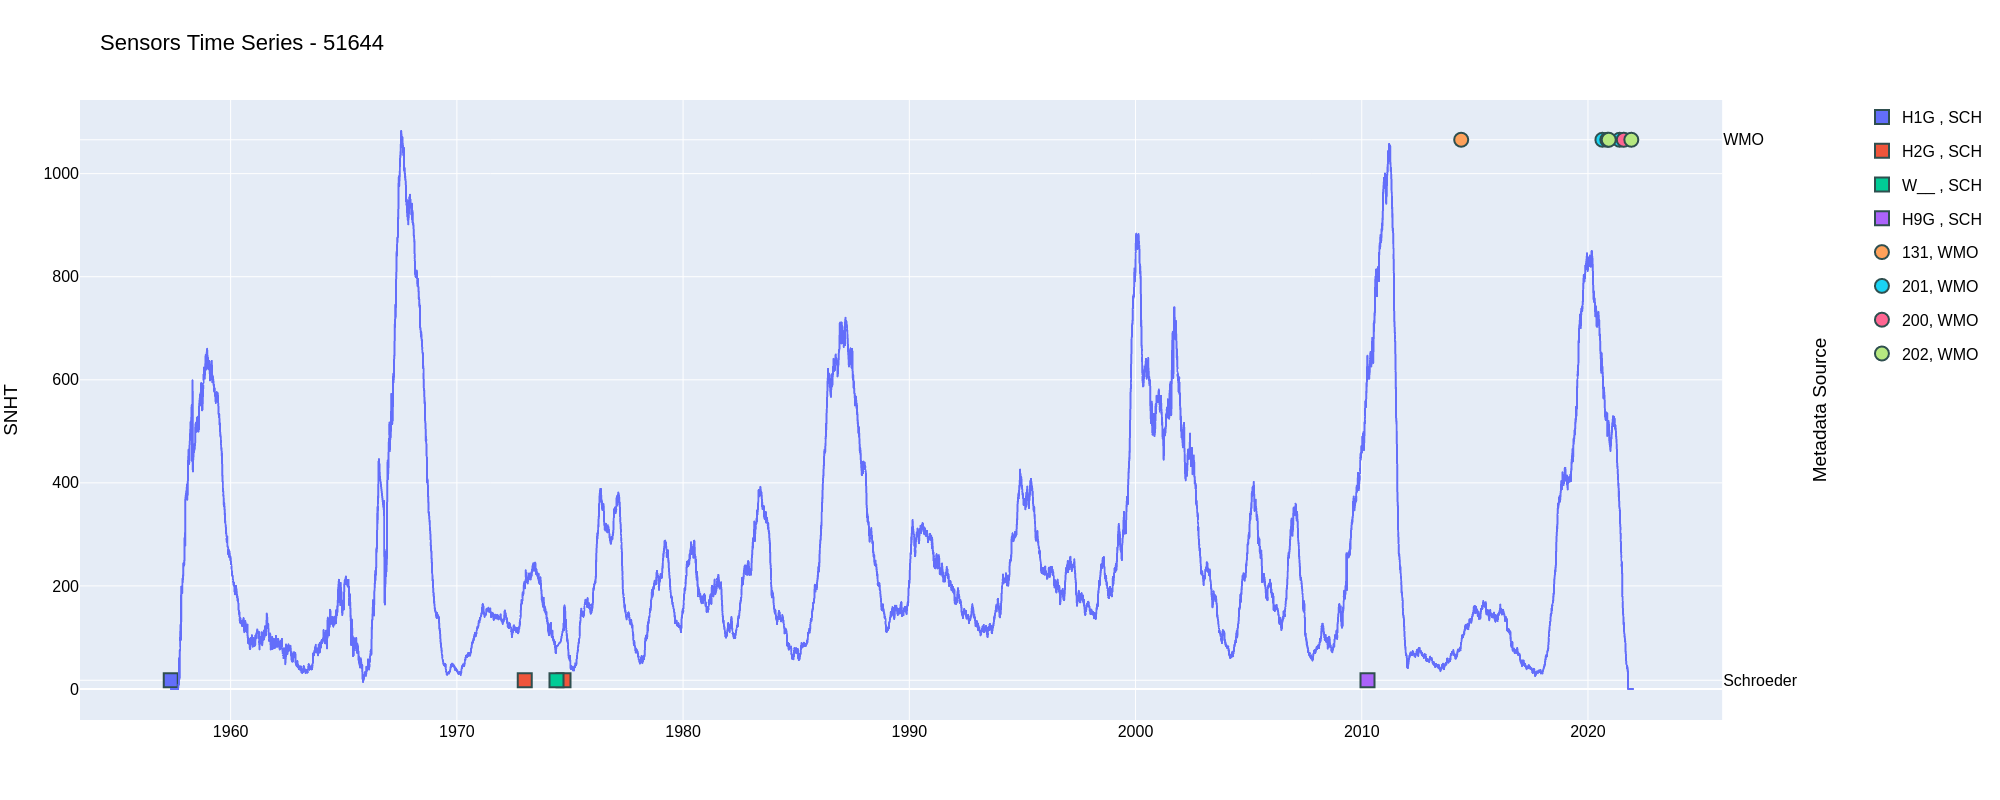 Sensors Time Series - 51644
SNHT
1000
800
600
400
200
0
1960
1970
1980
1990
2000
2010
2020
WMO
Schroeder
Metadata Source
H1G , SCH
H2G , SCH
W__ , SCH
H9G , SCH
131, WMO
201, WMO
200, WMO
202, WMO